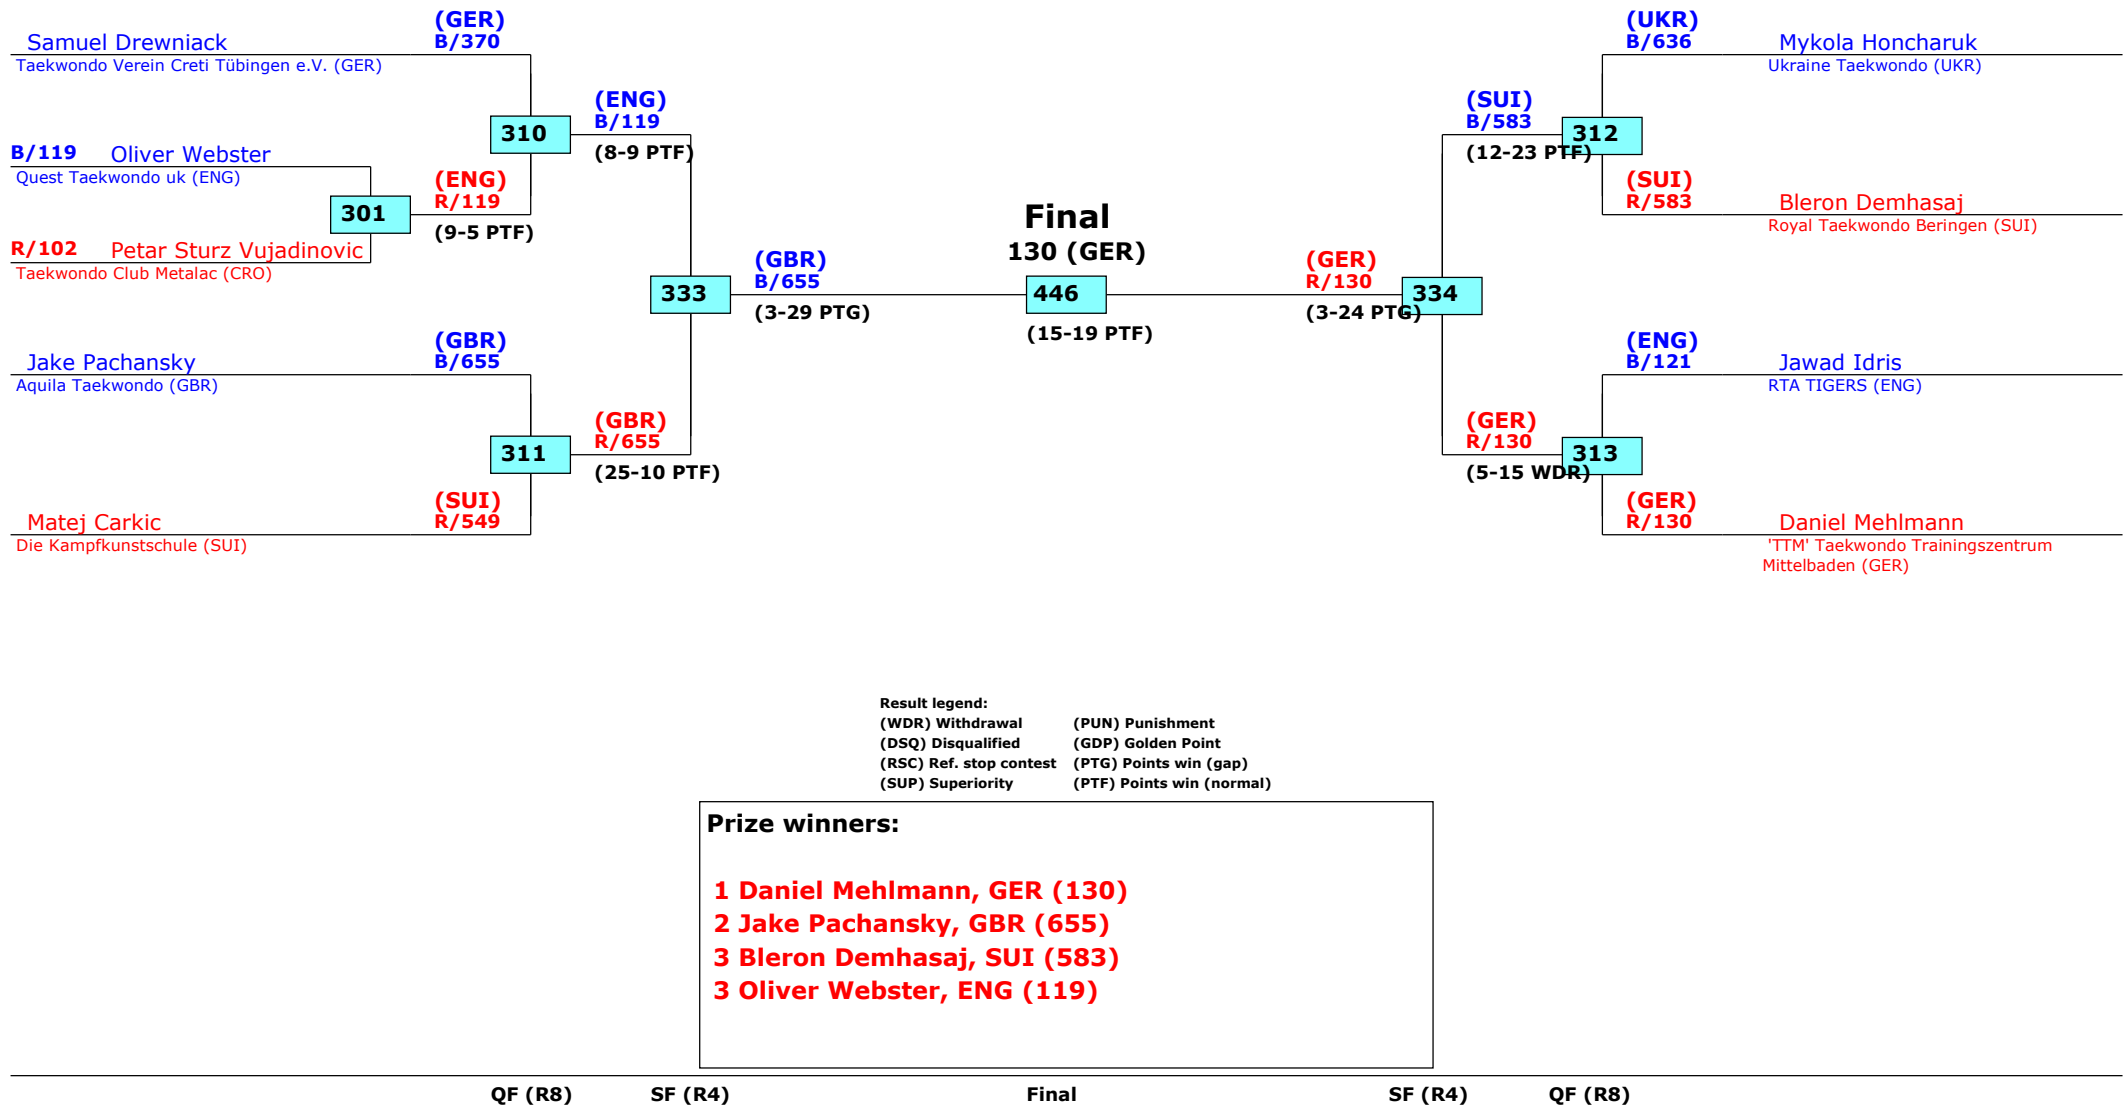 (GER)
B/370
Samuel Drewniack
Taekwondo Verein Creti Tübingen e.V. (GER)
310
(ENG)
B/119
(8-9 PTF)
B/119 Oliver Webster
Quest Taekwondo uk (ENG)
301
(ENG)
R/119
(9-5 PTF)
R/102 Petar Sturz Vujadinovic
Taekwondo Club Metalac (CRO)
333
(GBR)
B/655
(3-29 PTG)
(GBR)
B/655
Jake Pachansky
Aquila Taekwondo (GBR)
311
(GBR)
R/655
(25-10 PTF)
(SUI)
R/549
Matej Carkic
Die Kampfkunstschule (SUI)
Final
130 (GER)
446
(15-19 PTF)
(UKR)
B/636
Mykola Honcharuk
Ukraine Taekwondo (UKR)
(SUI)
B/583
312
(12-23 PTF)
(SUI)
R/583
Bleron Demhasaj
Royal Taekwondo Beringen (SUI)
(GER)
R/130
334
(3-24 PTG)
(ENG)
B/121
Jawad Idris
RTA TIGERS (ENG)
(GER)
R/130
313
(5-15 WDR)
(GER)
R/130
Daniel Mehlmann
'TTM' Taekwondo Trainingszentrum
Mittelbaden (GER)
Result legend:
(WDR) Withdrawal (PUN) Punishment
(DSQ) Disqualified (GDP) Golden Point
(RSC) Ref. stop contest (PTG) Points win (gap)
(SUP) Superiority (PTF) Points win (normal)
Prize winners:
1 Daniel Mehlmann, GER (130)
2 Jake Pachansky, GBR (655)
3 Bleron Demhasaj, SUI (583)
3 Oliver Webster, ENG (119)
QF (R8) SF (R4) Final SF (R4) QF (R8)